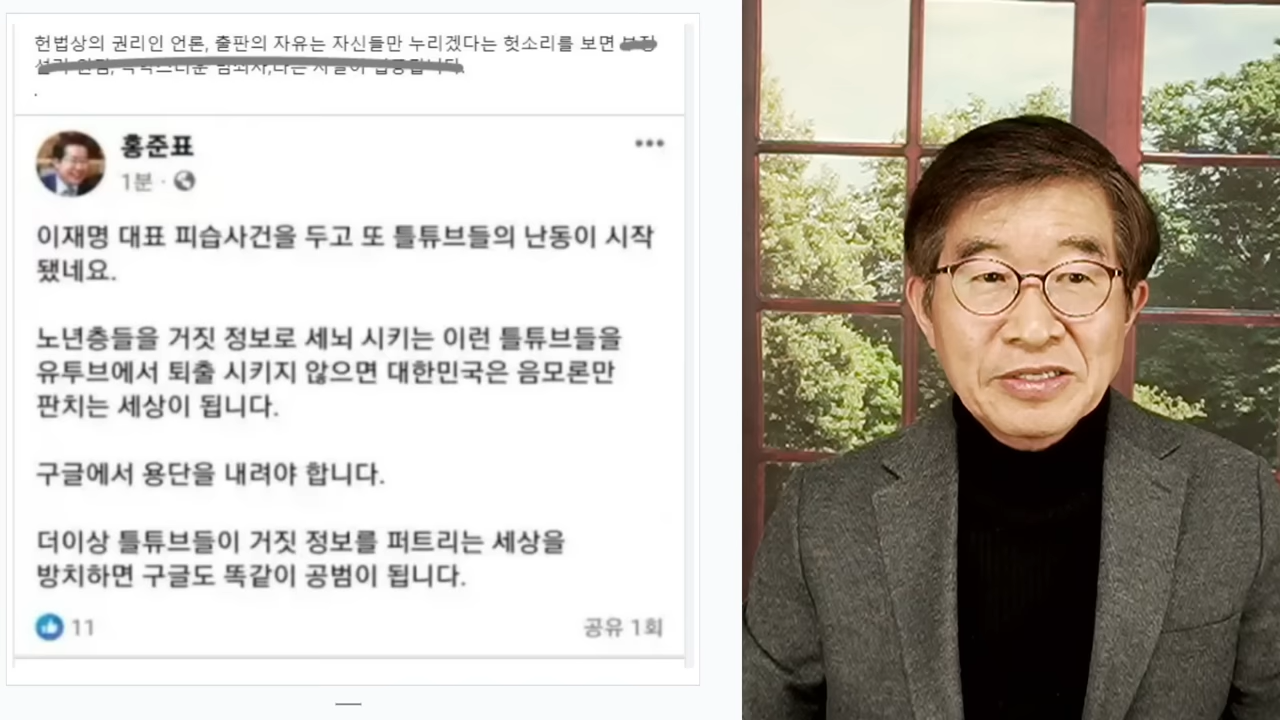 헌법상의 권리인 언론, 출판의 자유는 자신들만 누리겠다는 헛소리를 보면
.
홍준표
1분 ·
이재명 대표 피습사건을 두고 또 틀튜브들의 난동이 시작
됐네요.
노년층들을 거짓 정보로 세뇌 시키는 이런 틀튜브들을
유투브에서 퇴출 시키지 않으면 대한민국은 음모론만
판치는 세상이 됩니다.
구글에서 용단을 내려야 합니다.
더이상 틀튜브들이 거짓 정보를 퍼트리는 세상을
방치하면 구글도 똑같이 공범이 됩니다.
11
공유 1회